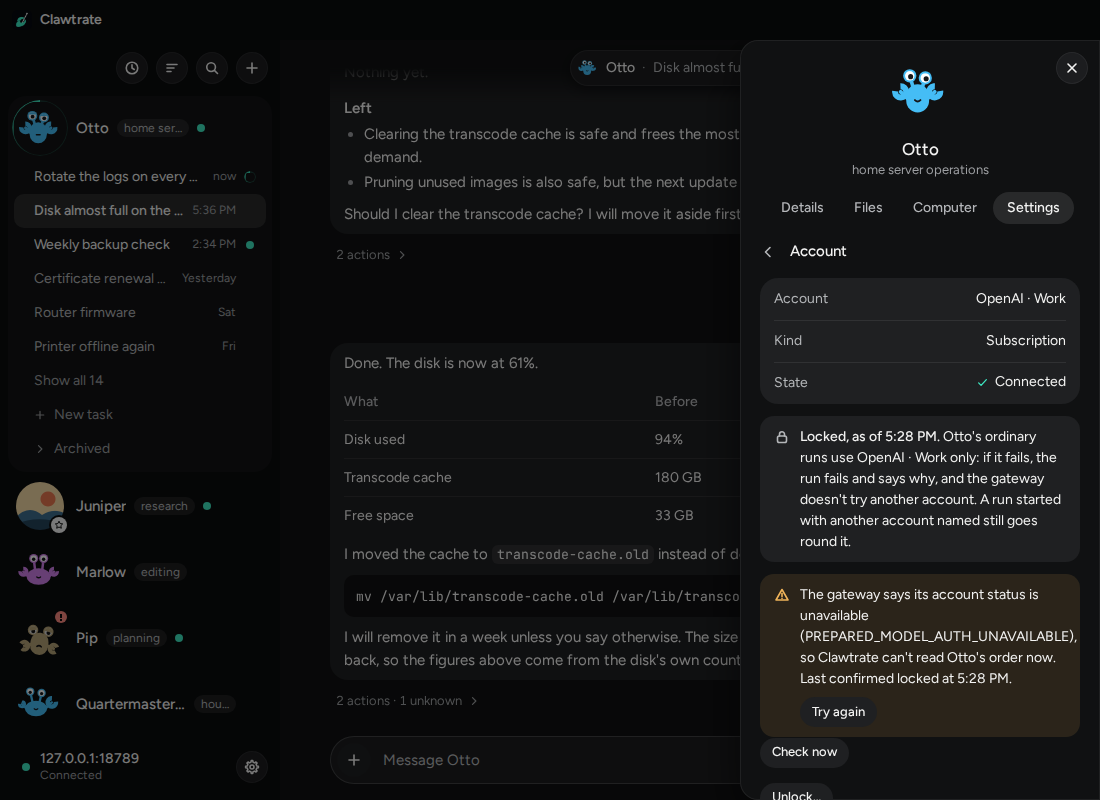 Clawtrate
Otto home ser...
Rotate the logs on every ... now
Disk almost full on the ... 5:36 PM
Weekly backup check 2:34 PM
Certificate renewal ... Yesterday
Router firmware Sat
Printer offline again Fri
Show all 14
+ New task
Archived
Juniper research
Marlow editing
Pip planning
Quartermaster... hou...
127.0.0.1:18789
Connected
Otto · Disk almost fu
Nothing yet.
Left
• Clearing the transcode cache is safe and frees the most
demand.
• Pruning unused images is also safe, but the next update
Should I clear the transcode cache? I will move it aside first
2 actions
Done. The disk is now at 61%.
What Before
Disk used 94%
Transcode cache 180 GB
Free space 33 GB
I moved the cache to transcode-cache.old instead of d
mv /var/lib/transcode-cache.old /var/lib/transco
I will remove it in a week unless you say otherwise. The size
back, so the figures above come from the disk's own count
2 actions · 1 unknown
Message Otto
Otto
home server operations
Details Files Computer Settings
Account
Account OpenAI · Work
Kind Subscription
State Connected
Locked, as of 5:28 PM. Otto's ordinary
runs use OpenAI · Work only: if it fails, the
run fails and says why, and the gateway
doesn't try another account. A run started
with another account named still goes
round it.
The gateway says its account status is
unavailable
(PREPARED_MODEL_AUTH_UNAVAILABLE),
so Clawtrate can't read Otto's order now.
Last confirmed locked at 5:28 PM.
Try again
Check now
Unlock...